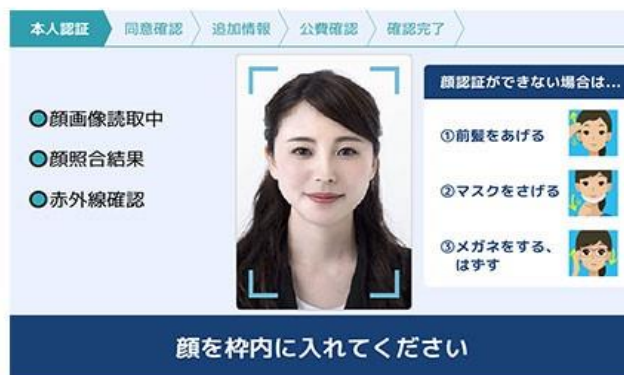 本人認証
同意確認
追加情報
公費確認
確認完了
●顔画像読取中
●顔照合結果
●赤外線確認
顔認証ができない場合は...
①前髪をあげる
②マスクをさげる
③メガネをする、
はずす
顔を枠内に入れてください